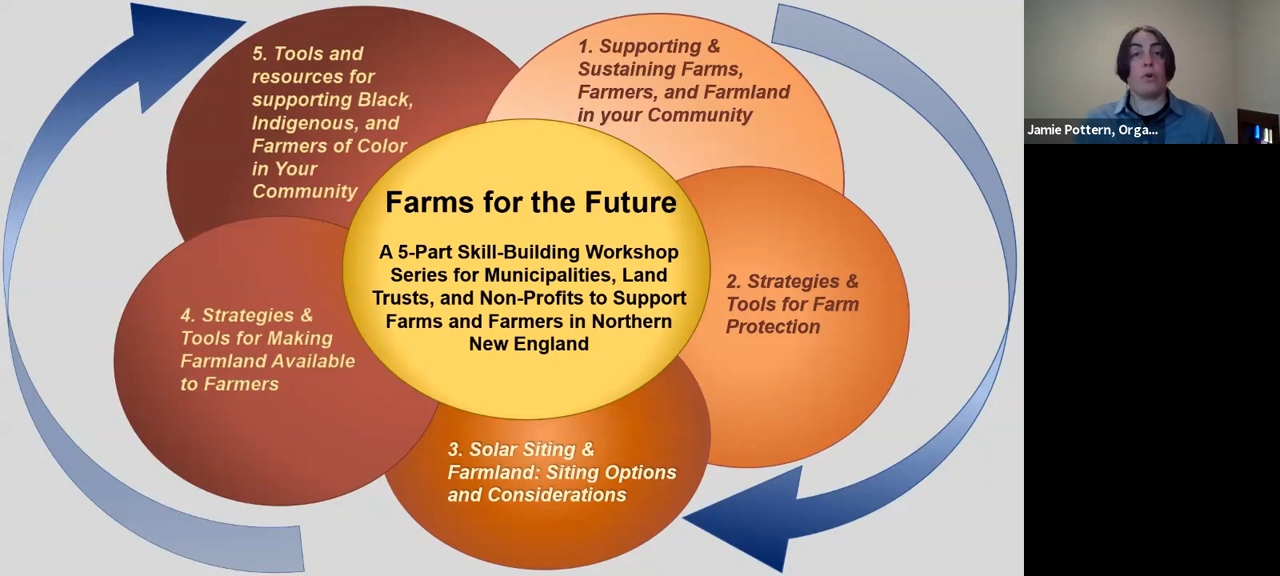 Farms for the Future
A 5-Part Skill-Building Workshop
Series for Municipalities, Land
Trusts, and Non-Profits to Support
Farms and Farmers in Northern
New England
1. Supporting &
Sustaining Farms,
Farmers, and Farmland
in your Community
2. Strategies &
Tools for Farm
Protection
3. Solar Siting &
Farmland: Siting Options
and Considerations
4. Strategies &
Tools for Making
Farmland Available
to Farmers
5. Tools and
resources for
supporting Black,
Indigenous, and
Farmers of Color
in Your
Community
Jamie Pottern, Orga...